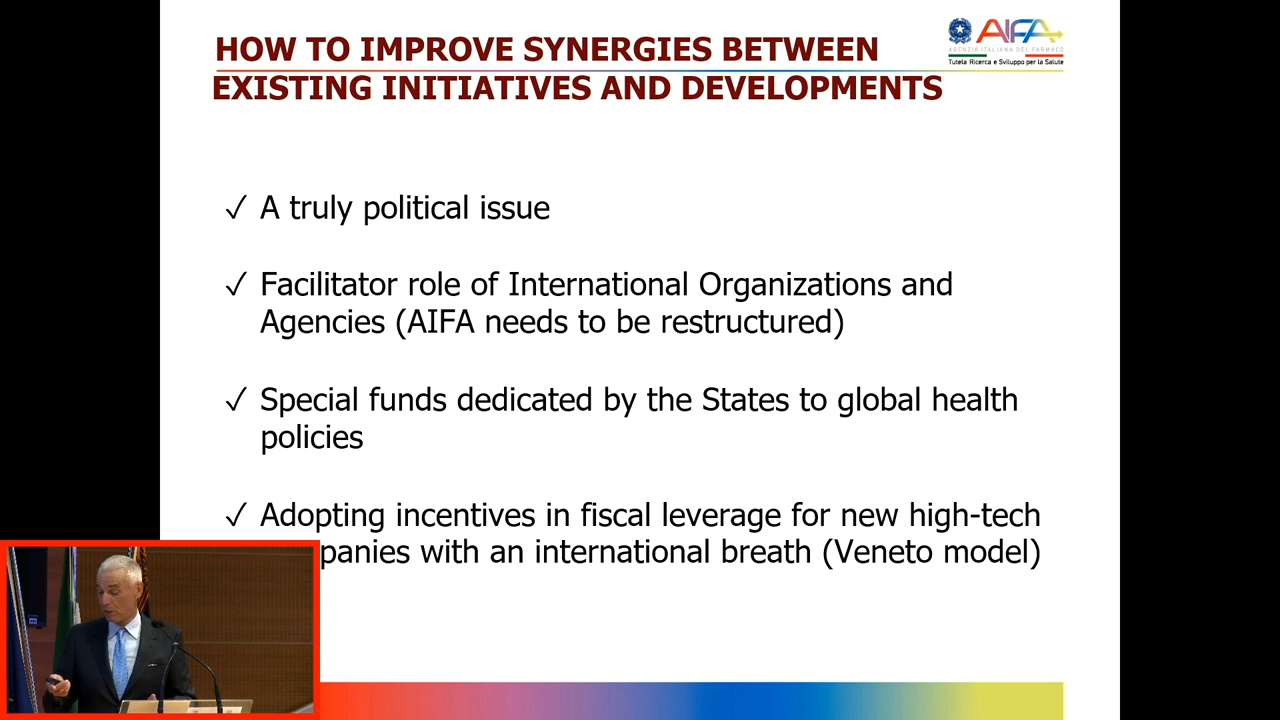 HOW TO IMPROVE SYNERGIES BETWEEN
EXISTING INITIATIVES AND DEVELOPMENTS
AIFA
AGENZIA ITALIANA DEL FARMACO
Tutela Ricerca e Sviluppo per la Salute
✓ A truly political issue
✓ Facilitator role of International Organizations and
Agencies (AIFA needs to be restructured)
✓ Special funds dedicated by the States to global health
policies
✓ Adopting incentives in fiscal leverage for new high-tech
panies with an international breath (Veneto model)